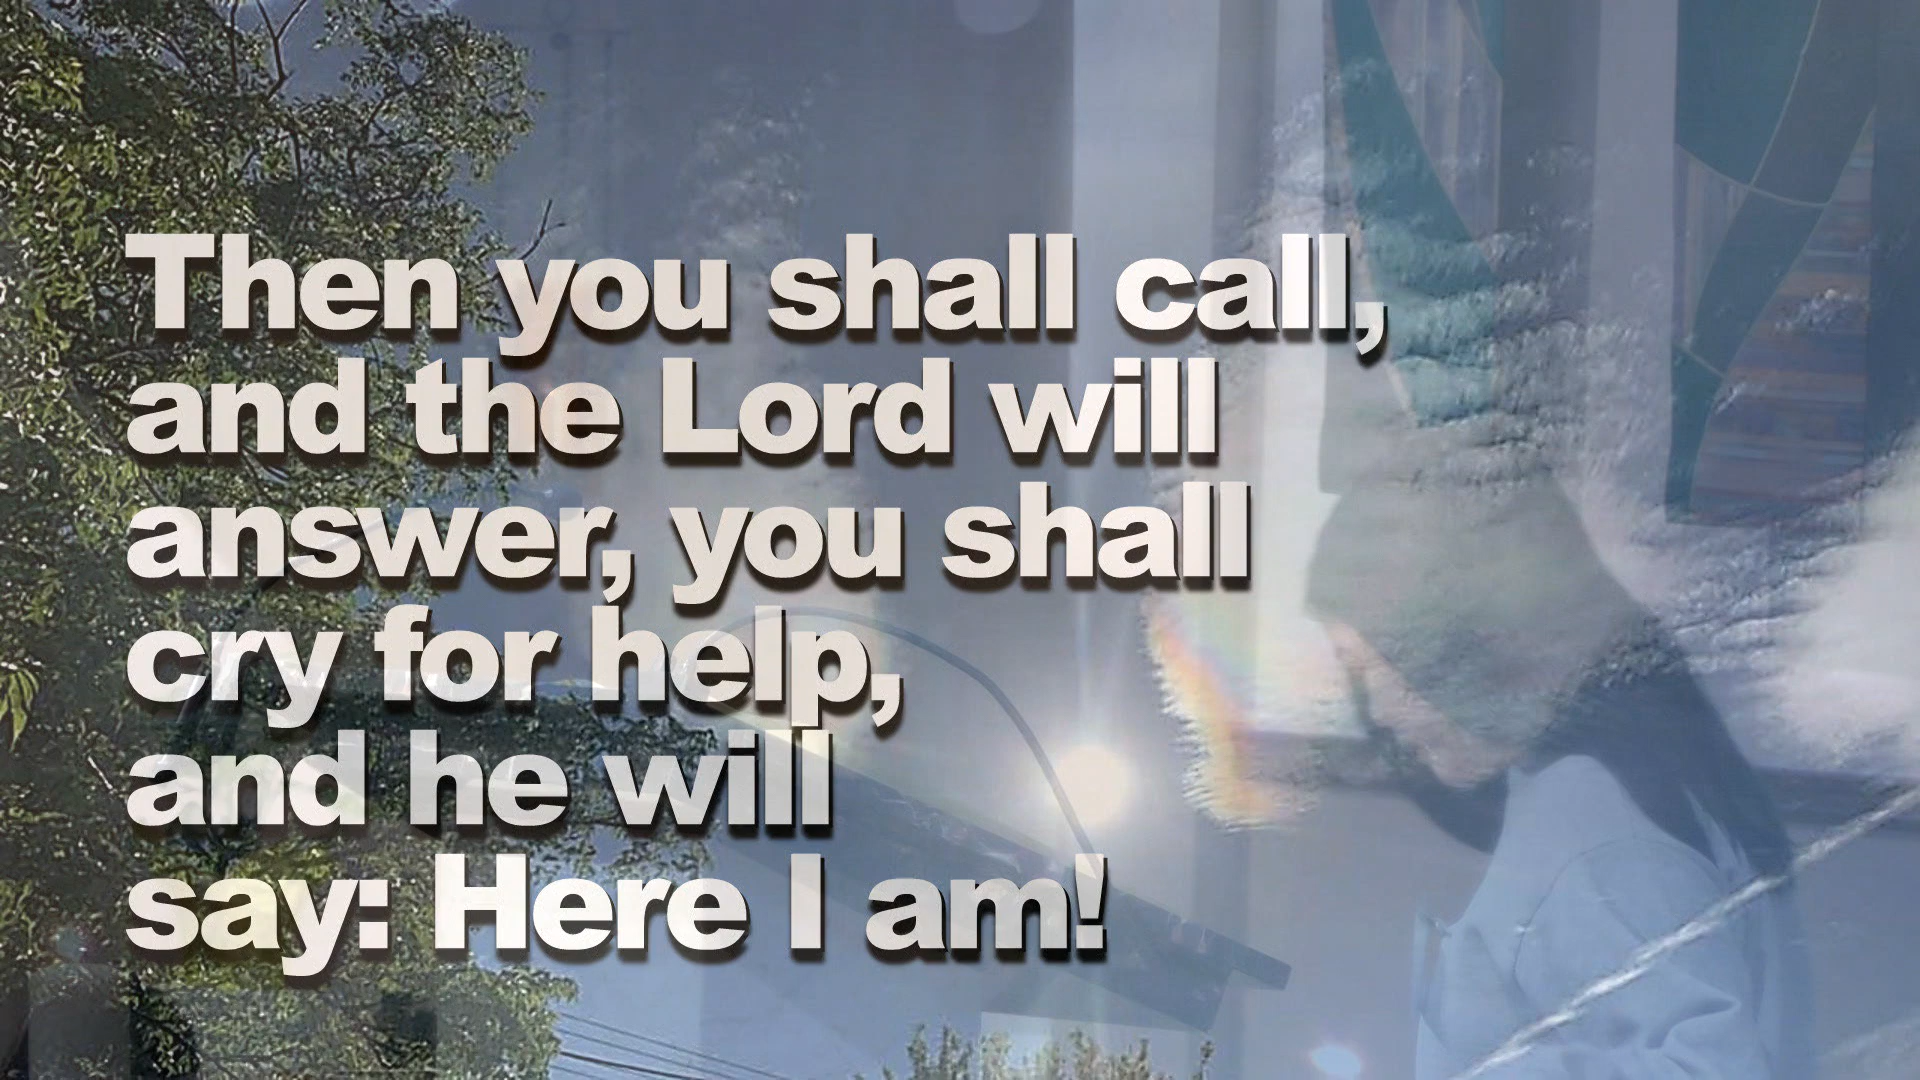 Then you shall call,
and the Lord will
answer, you shall
cry for help,
and he will
say: Here I am!